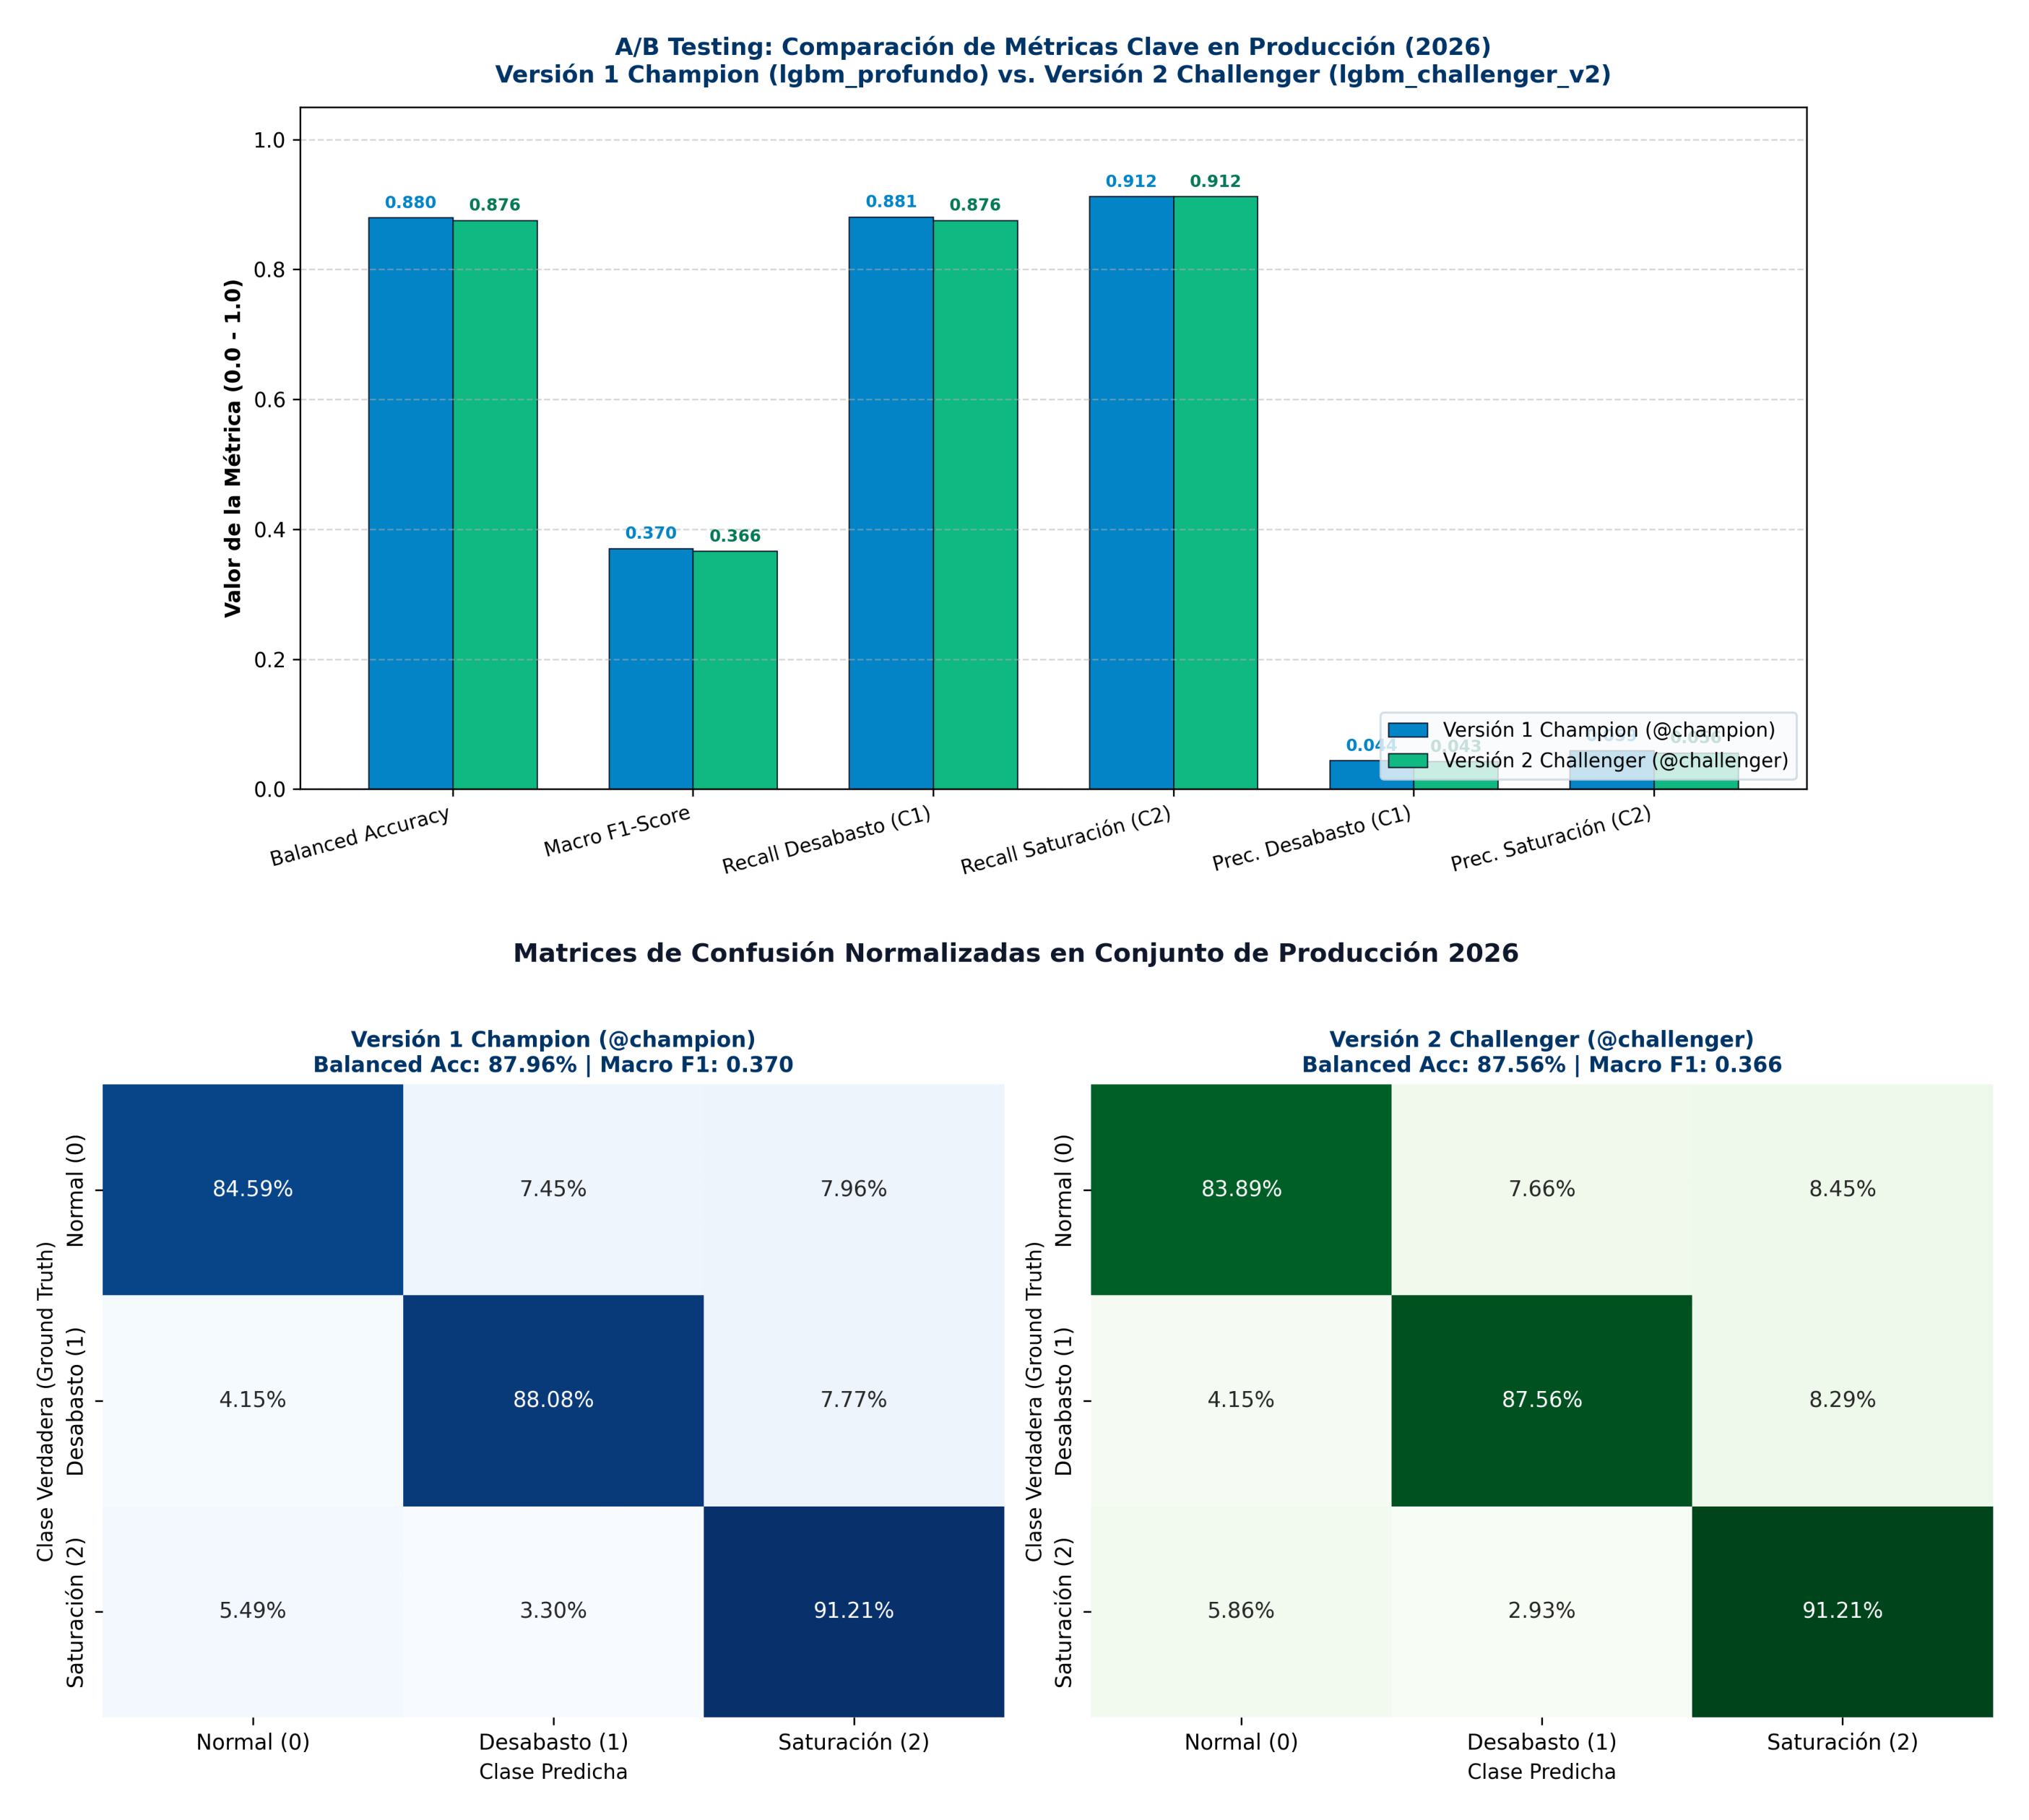 A/B Testing: Comparación de Métricas Clave en Producción (2026)
Versión 1 Champion (lgbm_profundo) vs. Versión 2 Challenger (lgbm_challenger_v2)
Valor de la Métrica (0.0 - 1.0)
1.0
0.8
0.6
0.4
0.2
0.0
0.880
0.876
0.370
0.366
0.881
0.876
0.912
0.912
0.044
0.043
0.059
0.056
Versión 1 Champion (@champion)
Versión 2 Challenger (@challenger)
Balanced Accuracy
Macro F1-Score
Recall Desabasto (C1)
Recall Saturación (C2)
Prec. Desabasto (C1)
Prec. Saturación (C2)
Matrices de Confusión Normalizadas en Conjunto de Producción 2026
Versión 1 Champion (@champion)
Balanced Acc: 87.96% | Macro F1: 0.370
Clase Verdadera (Ground Truth)
Normal (0)
84.59%
7.45%
7.96%
Desabasto (1)
4.15%
88.08%
7.77%
Saturación (2)
5.49%
3.30%
91.21%
Normal (0)
Desabasto (1)
Saturación (2)
Clase Predicha
Versión 2 Challenger (@challenger)
Balanced Acc: 87.56% | Macro F1: 0.366
Clase Verdadera (Ground Truth)
Normal (0)
83.89%
7.66%
8.45%
Desabasto (1)
4.15%
87.56%
8.29%
Saturación (2)
5.86%
2.93%
91.21%
Normal (0)
Desabasto (1)
Saturación (2)
Clase Predicha